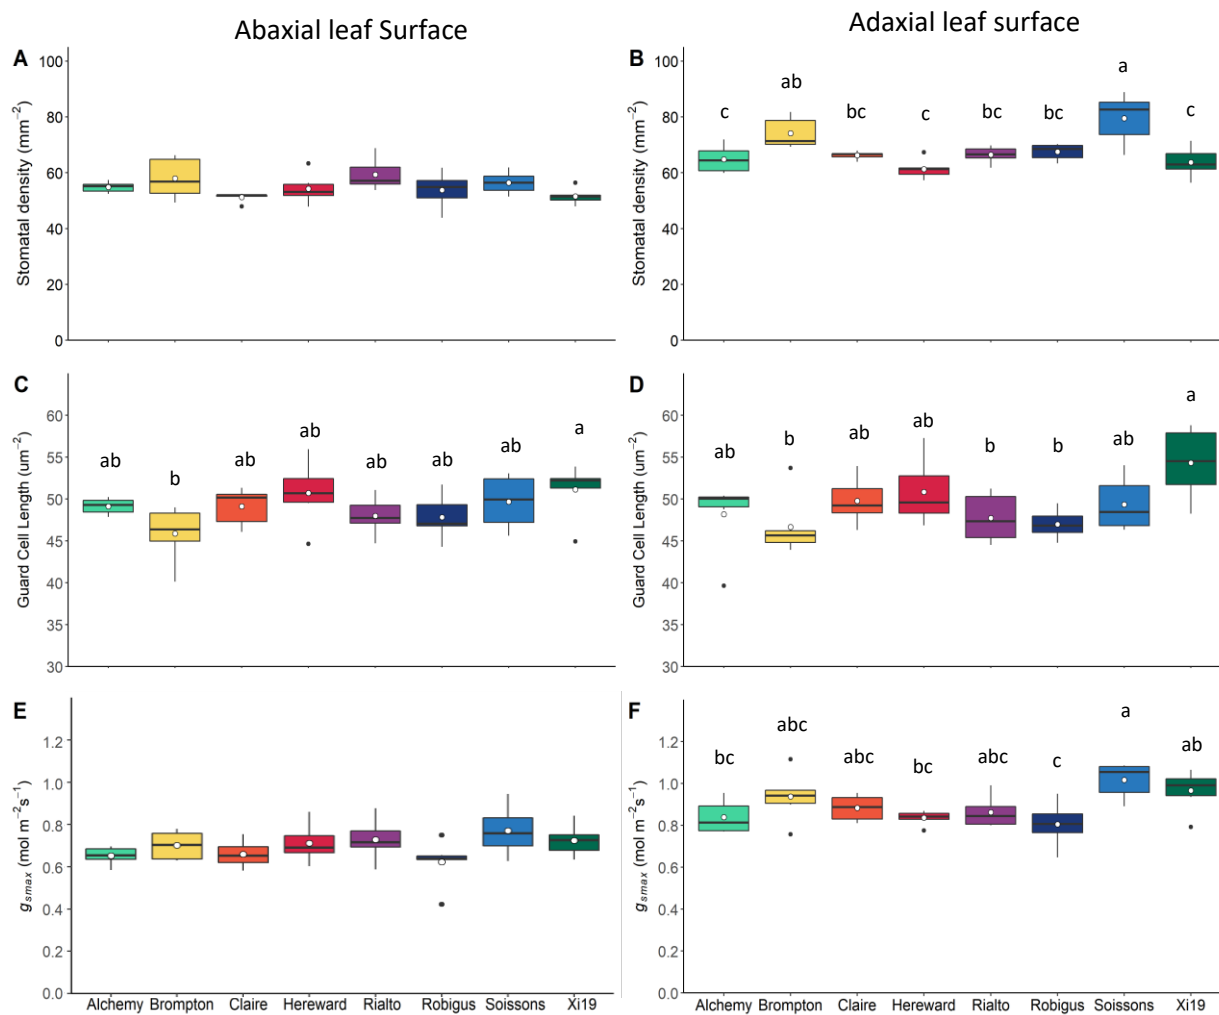 Abaxial leaf Surface
Adaxial leaf surface
A
Stomatal density (mm−2)
100
80
60
40
20
0
B
Stomatal density (mm−2)
100
80
60
40
20
0
c
ab
bc
c
bc
bc
a
c
C
Guard Cell Length (um−2)
60
55
50
45
40
35
30
ab
b
ab
ab
ab
ab
ab
a
D
Guard Cell Length (um−2)
60
55
50
45
40
35
30
ab
b
ab
ab
b
b
ab
a
E
gsmax (mol m−2s−1)
1.2
1.0
0.8
0.6
0.4
0.2
0.0
Alchemy Brompton Claire Hereward Rialto Robigus Soissons Xi19
F
gsmax (mol m−2s−1)
1.2
1.0
0.8
0.6
0.4
0.2
0.0
bc
abc
abc
bc
abc
c
a
ab
Alchemy Brompton Claire Hereward Rialto Robigus Soissons Xi19